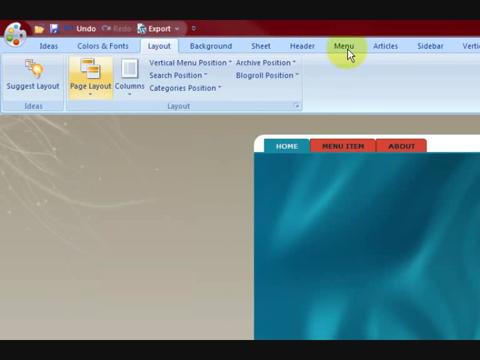 Undo Redo Export
Ideas Colors & Fonts Layout Background Sheet Header Menu Articles Sidebar
Suggest Layout
Ideas
Page Layout
Columns
Vertical Menu Position
Search Position
Categories Position
Archive Position
Blogroll Position
Layout
HOME MENU ITEM ABOUT